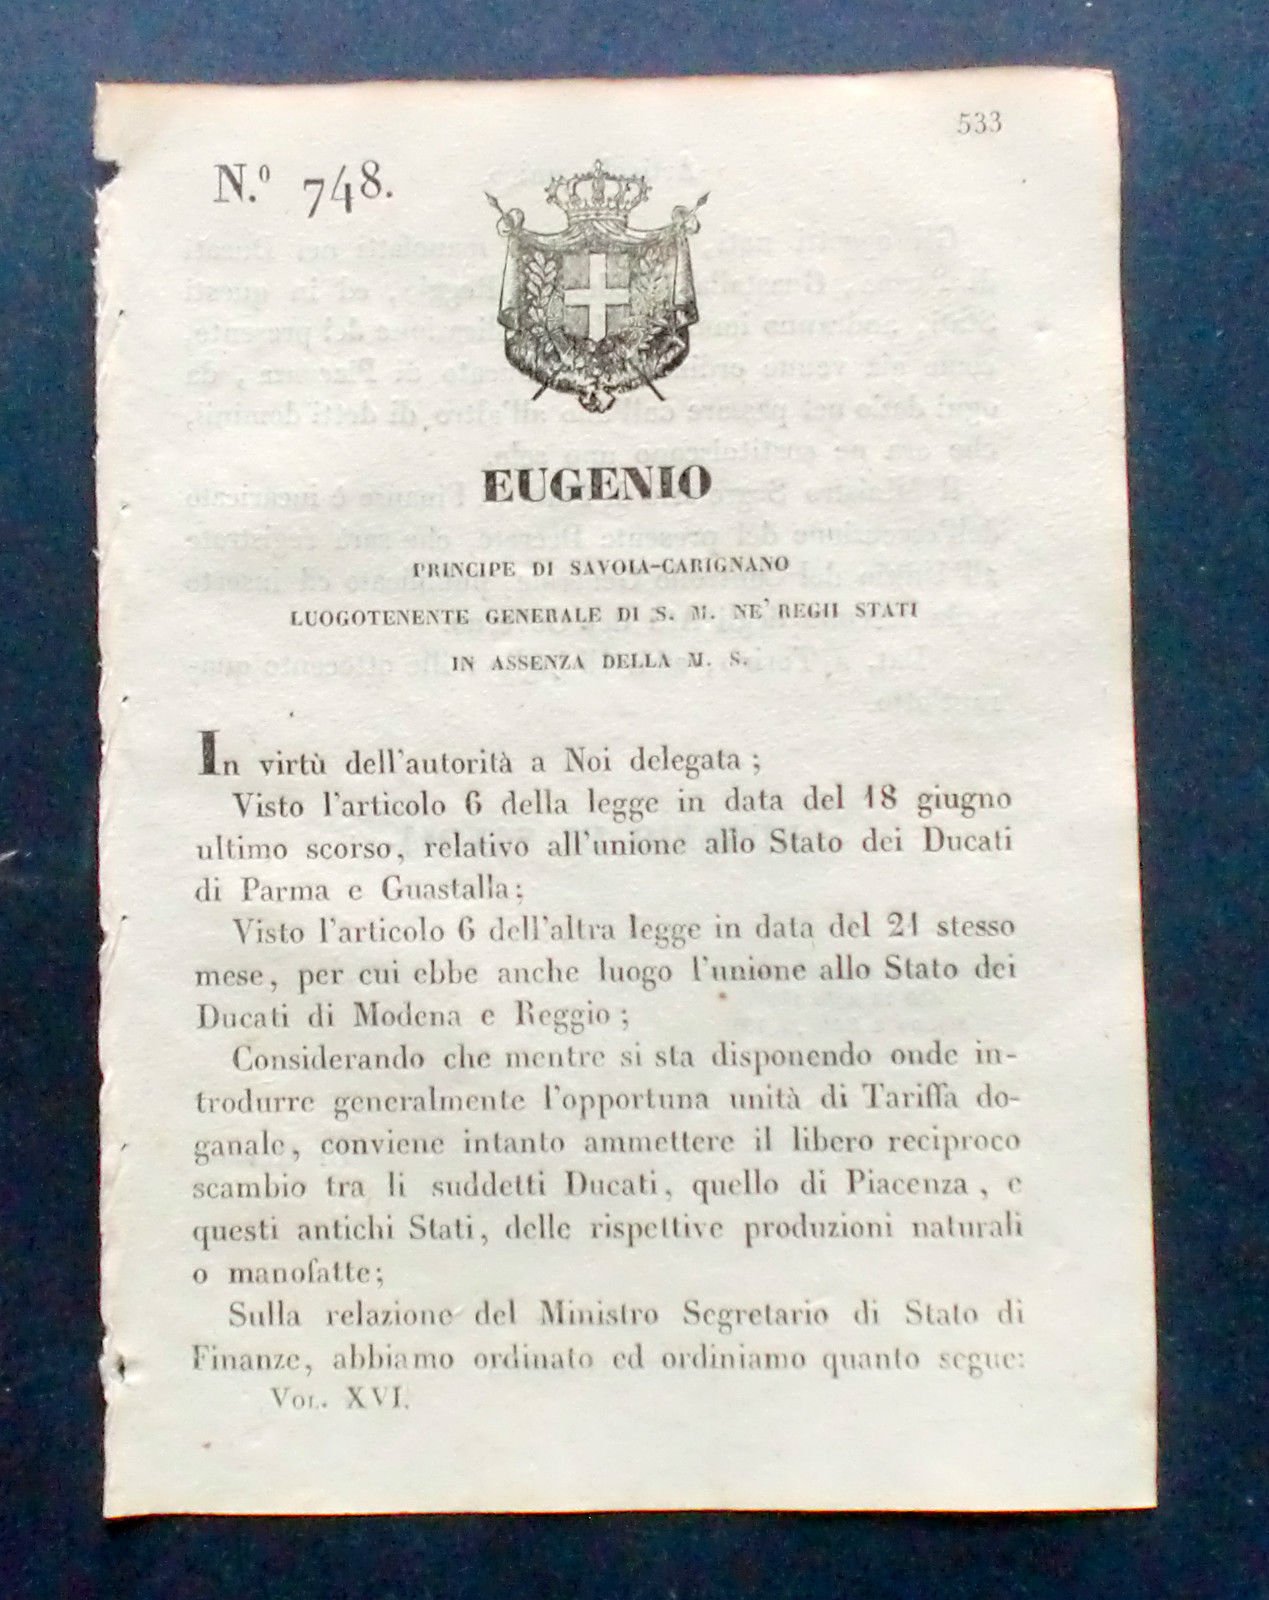 533
N.º 748.
EUGENIO
PRINCIPE DI SAVOIA-CARIGNANO
LUOGOTENENTE GENERALE DI S. M. NE' REGII STATI
IN ASSENZA DELLA M. S.
In virtù dell'autorità a Noi delegata ;
Visto l'articolo 6 della legge in data del 18 giugno
ultimo scorso, relativo all'unione allo Stato dei Ducati
di Parma e Guastalla;
Visto l'articolo 6 dell'altra legge in data del 21 stesso
mese, per cui ebbe anche luogo l'unione allo Stato dei
Ducati di Modena e Reggio ;
Considerando che mentre si sta disponendo onde in-
trodurre generalmente l'opportuna unità di Tariffa do-
ganale, conviene intanto ammettere il libero reciproco
scambio tra li suddetti Ducati, quello di Piacenza, e
questi antichi Stati, delle rispettive produzioni naturali
o manofatte;
Sulla relazione del Ministro Segretario di Stato di
Finanze, abbiamo ordinato ed ordiniamo quanto segue:
VOL. XVI.